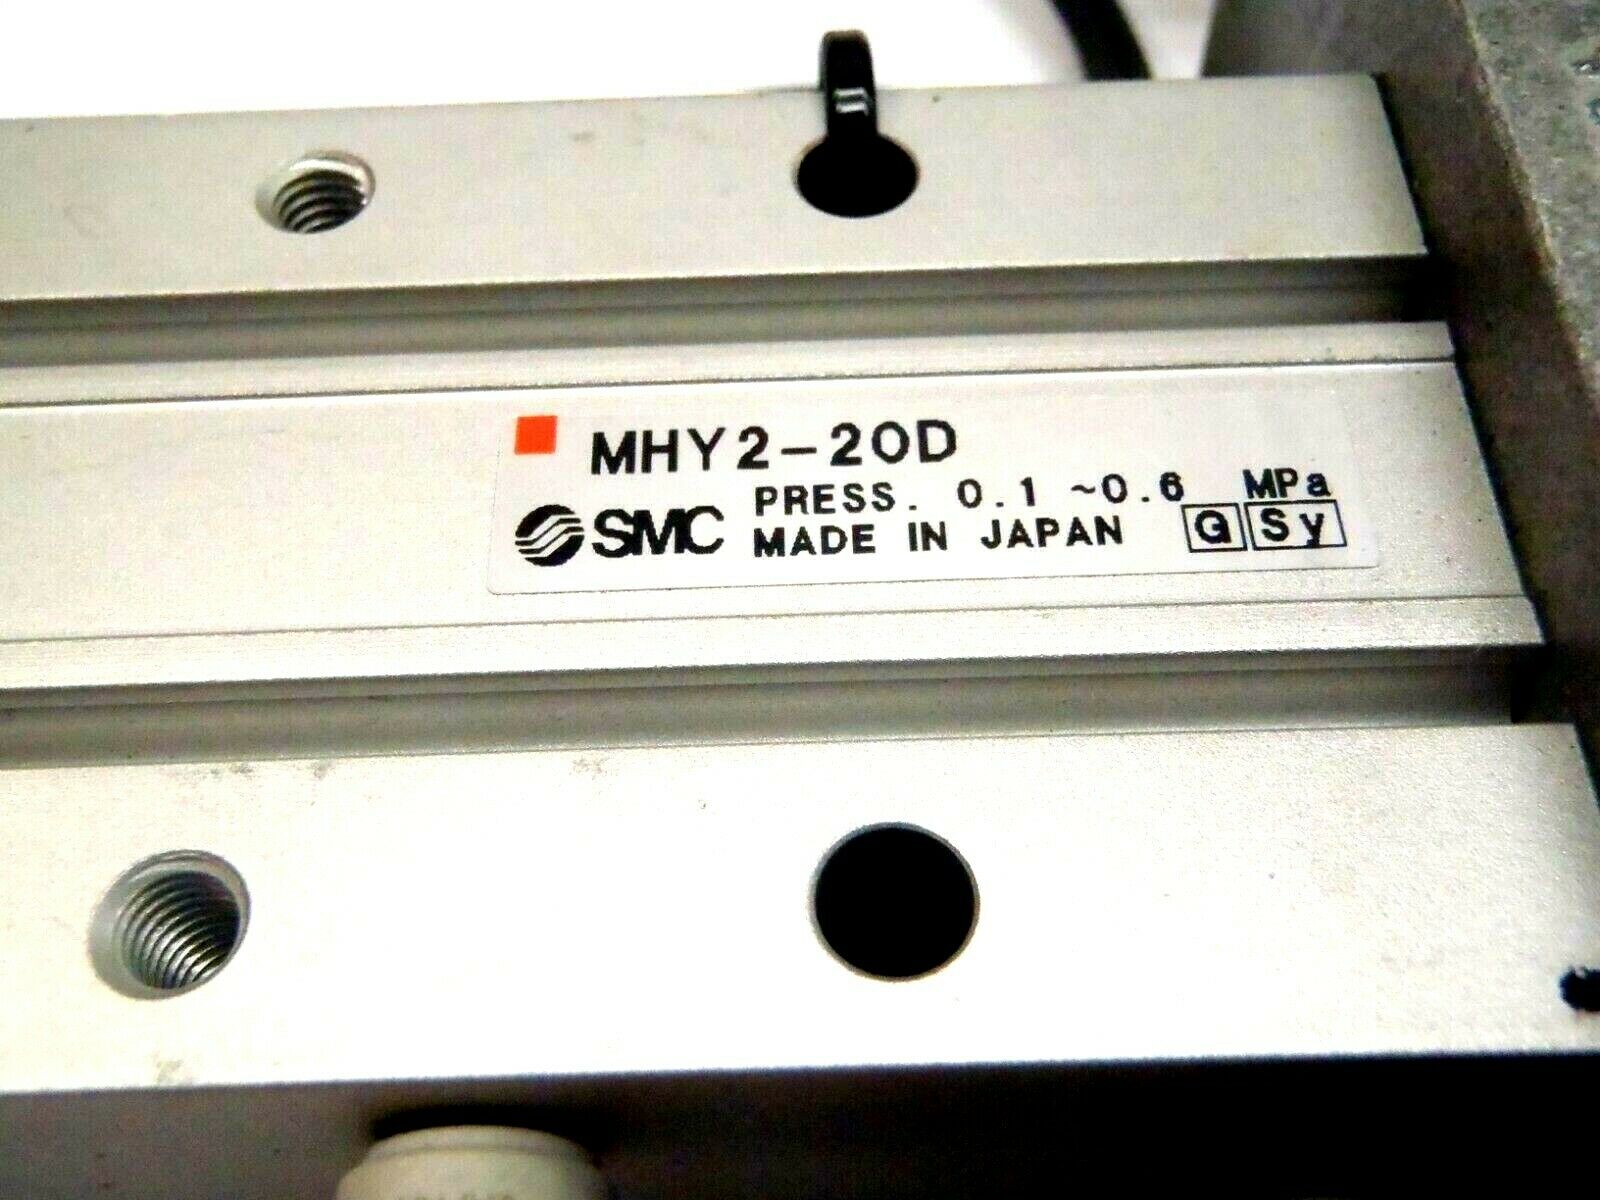 MHY2-20D
SMC PRESS. 0.1 ~0.6 MPa
MADE IN JAPAN G Sy